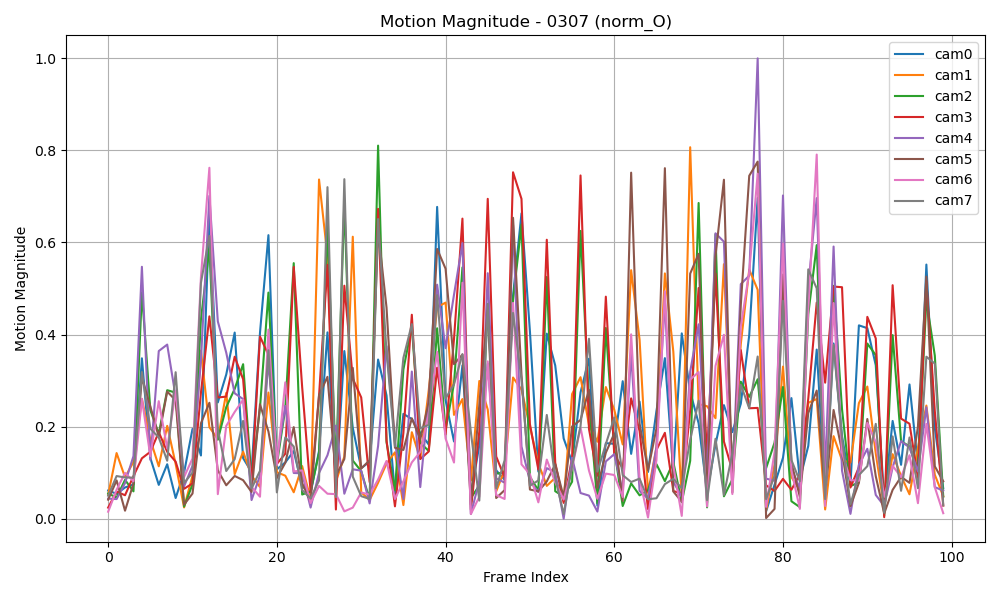 Motion Magnitude - 0307 (norm_O)
Motion Magnitude
1.0
0.8
0.6
0.4
0.2
0.0
0
20
40
60
80
100
Frame Index
cam0
cam1
cam2
cam3
cam4
cam5
cam6
cam7